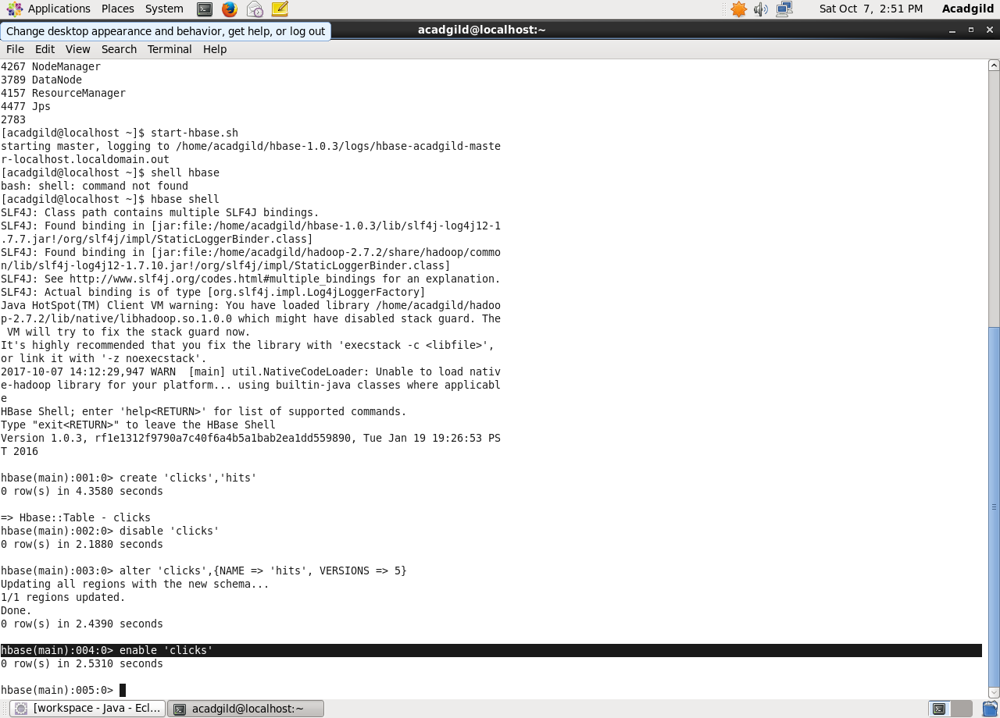 Applications Places System Sat Oct 7, 2:51 PM Acadgild
Change desktop appearance and behavior, get help, or log out
acadgild@localhost:~
File Edit View Search Terminal Help
4267 NodeManager
3789 DataNode
4157 ResourceManager
4477 Jps
2783
[acadgild@localhost ~]$ start-hbase.sh
starting master, logging to /home/acadgild/hbase-1.0.3/logs/hbase-acadgild-maste
r-localhost.localdomain.out
[acadgild@localhost ~]$ shell hbase
bash: shell: command not found
[acadgild@localhost ~]$ hbase shell
SLF4J: Class path contains multiple SLF4J bindings.
SLF4J: Found binding in [jar:file:/home/acadgild/hbase-1.0.3/lib/slf4j-log4j12-1
.7.7.jar!/org/slf4j/impl/StaticLoggerBinder.class]
SLF4J: Found binding in [jar:file:/home/acadgild/hadoop-2.7.2/share/hadoop/commo
n/lib/slf4j-log4j12-1.7.10.jar!/org/slf4j/impl/StaticLoggerBinder.class]
SLF4J: See http://www.slf4j.org/codes.html#multiple_bindings for an explanation.
SLF4J: Actual binding is of type [org.slf4j.impl.Log4jLoggerFactory]
Java HotSpot(TM) Client VM warning: You have loaded library /home/acadgild/hadoo
p-2.7.2/lib/native/libhadoop.so.1.0.0 which might have disabled stack guard. The
 VM will try to fix the stack guard now.
It's highly recommended that you fix the library with 'execstack -c <libfile>',
or link it with '-z noexecstack'.
2017-10-07 14:12:29,947 WARN  [main] util.NativeCodeLoader: Unable to load nativ
e-hadoop library for your platform... using builtin-java classes where applicabl
e
HBase Shell; enter 'help<RETURN>' for list of supported commands.
Type "exit<RETURN>" to leave the HBase Shell
Version 1.0.3, rf1e1312f9790a7c40f6a4b5a1bab2ea1dd559890, Tue Jan 19 19:26:53 PS
T 2016
hbase(main):001:0> create 'clicks','hits'
0 row(s) in 4.3580 seconds
=> Hbase::Table - clicks
hbase(main):002:0> disable 'clicks'
0 row(s) in 2.1880 seconds
hbase(main):003:0> alter 'clicks',{NAME => 'hits', VERSIONS => 5}
Updating all regions with the new schema...
1/1 regions updated.
Done.
0 row(s) in 2.4390 seconds
hbase(main):004:0> enable 'clicks'
0 row(s) in 2.5310 seconds
hbase(main):005:0>
[workspace - Java - Ecl... acadgild@localhost:~